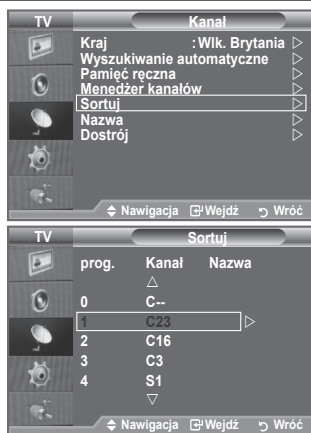 TV Kanał
Kraj : Wlk. Brytania
Wyszukiwanie automatyczne
Pamięć ręczna
Menedżer kanałów
Sortuj
Nazwa
Dostrój
Nawigacja Wejdź Wróć
TV Sortuj
prog. Kanał Nazwa
0 C--
1 C23
2 C16
3 C3
4 S1
Nawigacja Wejdź Wróć